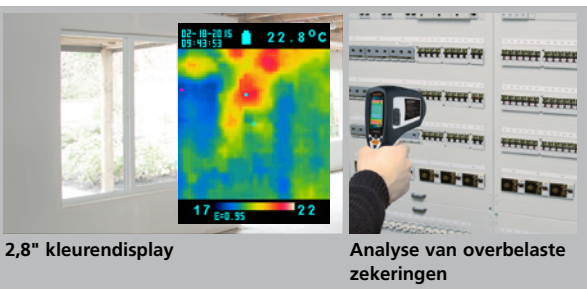 02-18-2015
09:43:53
22.8°C
17
E=0.95
22
2,8" kleurendisplay
Analyse van overbelaste
zekeringen